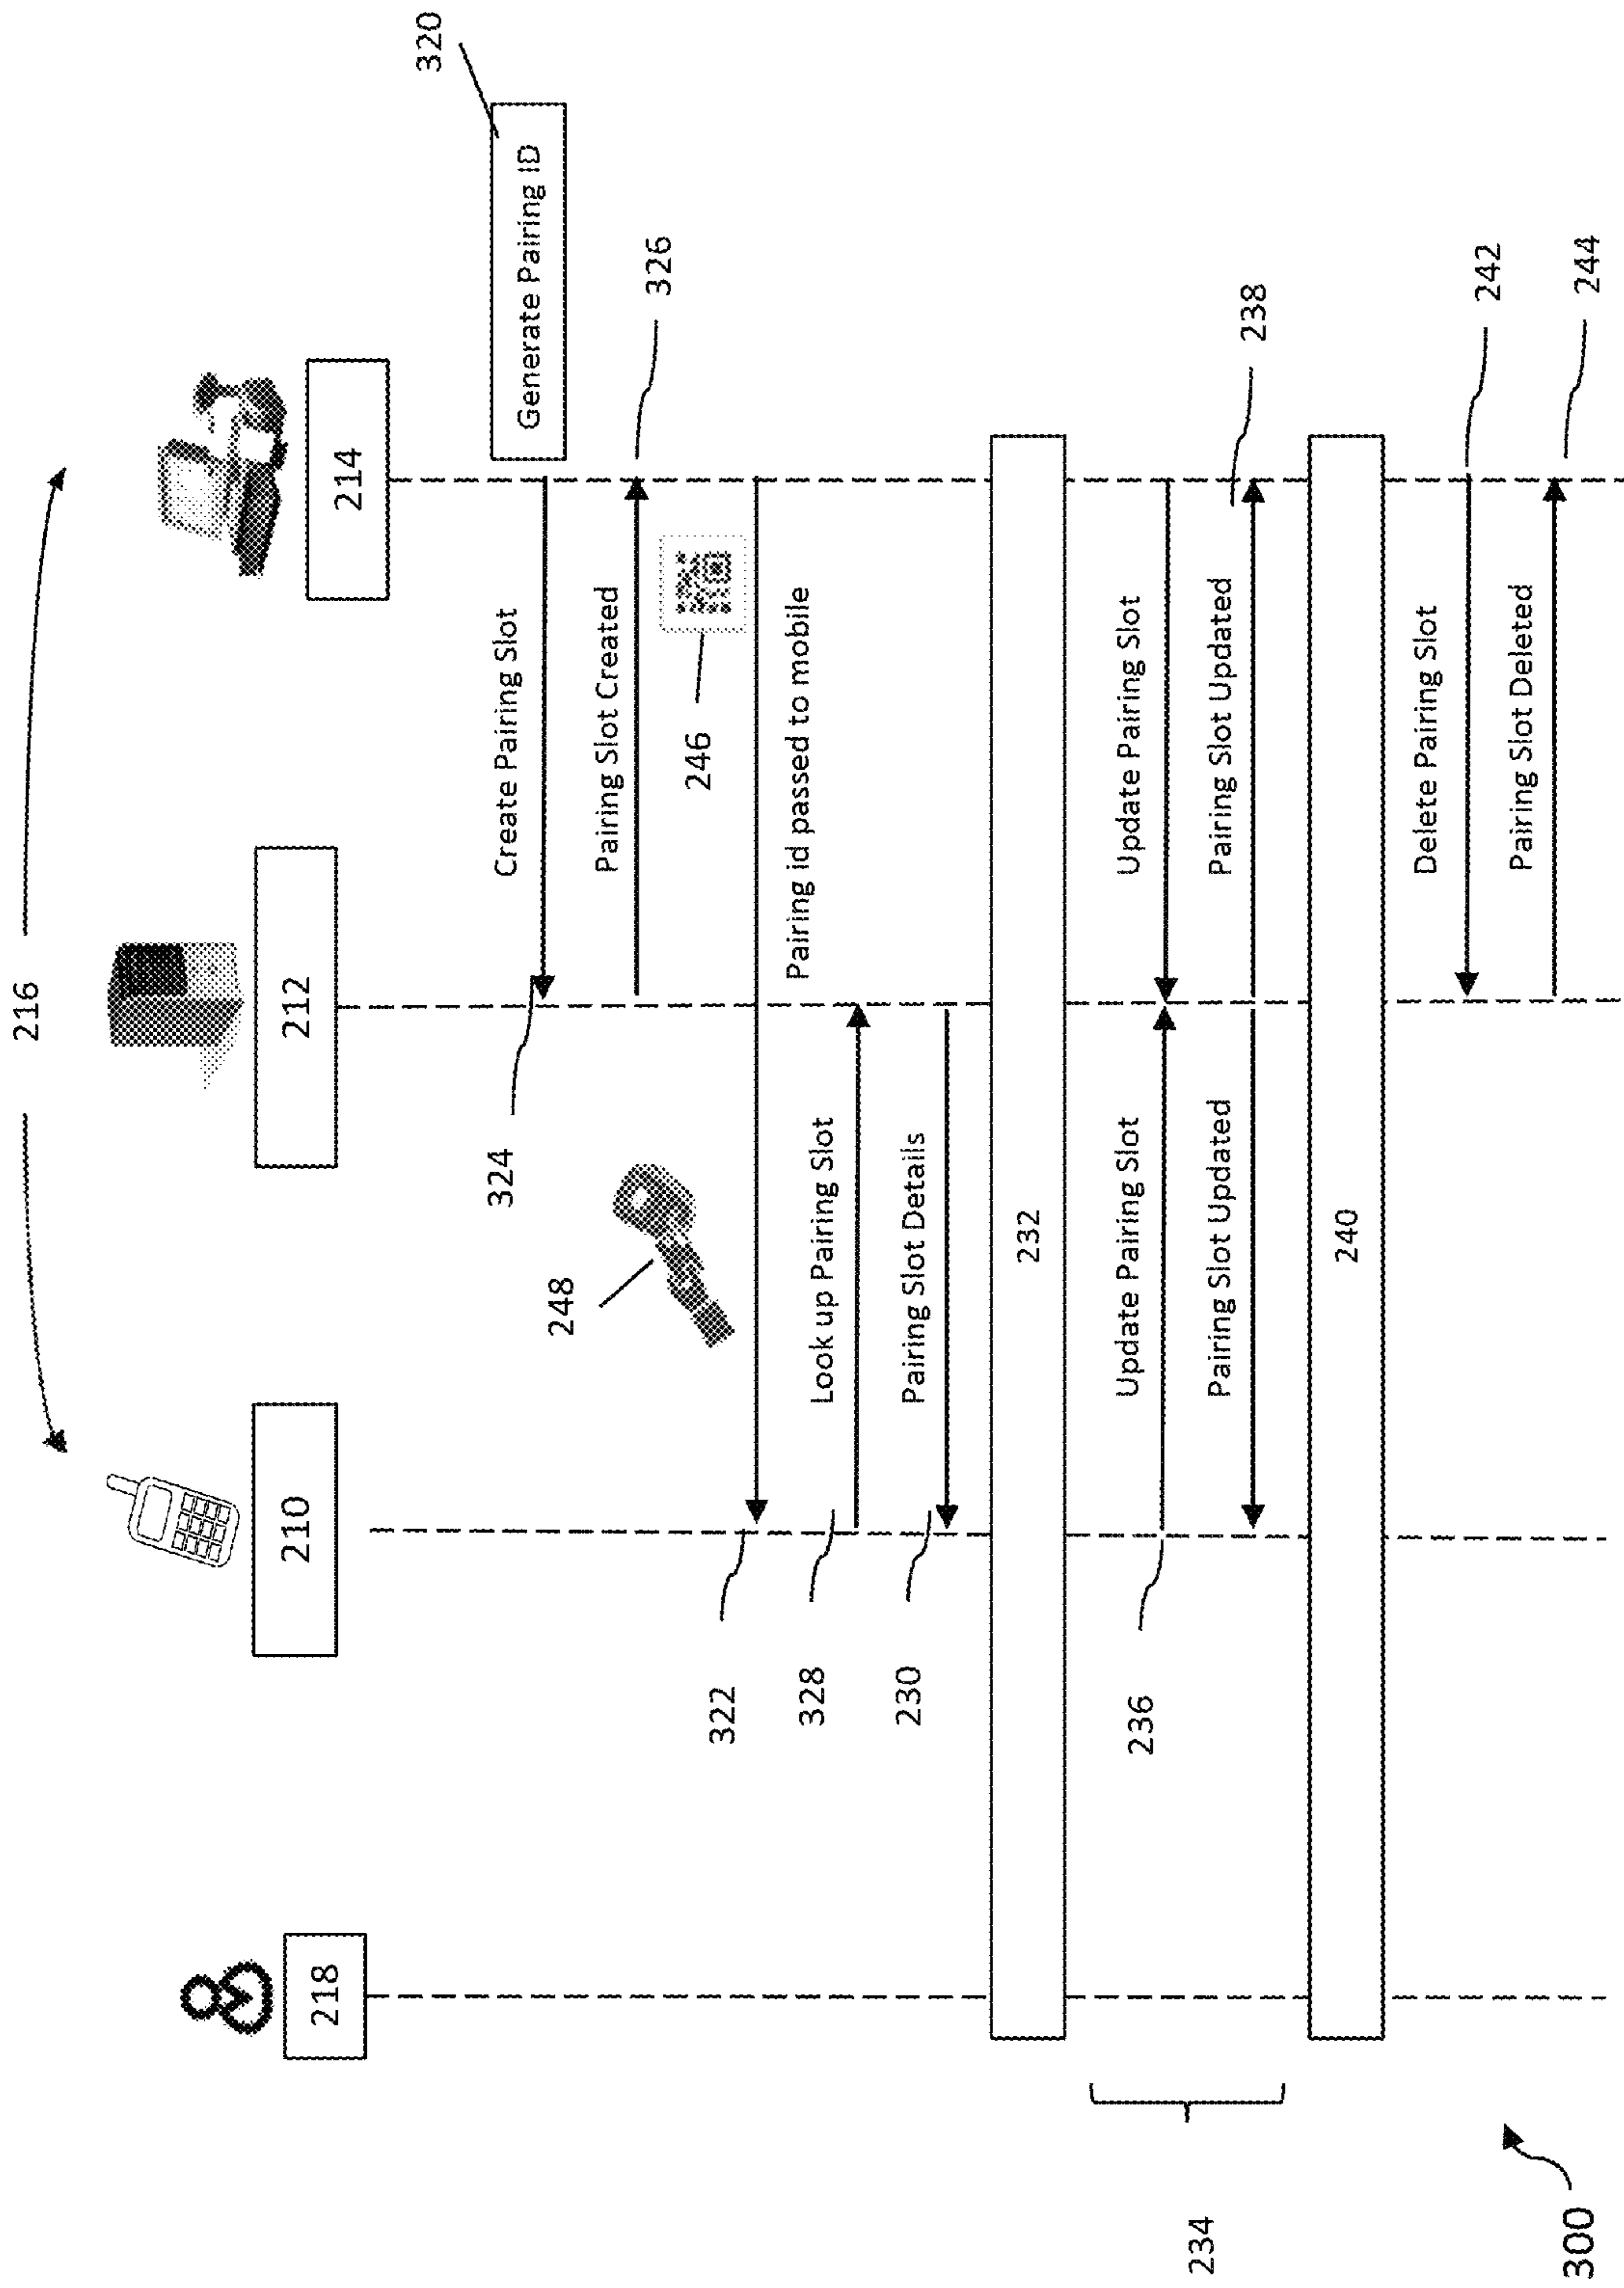 216
218
210
212
214
320
Generate Pairing ID
Create Pairing Slot
324
Pairing Slot Created
326
248
246
322
Pairing id passed to mobile
328
Look up Pairing Slot
230
Pairing Slot Details
232
234
236
Update Pairing Slot
Update Pairing Slot
Pairing Slot Updated
Pairing Slot Updated
238
240
Delete Pairing Slot
242
Pairing Slot Deleted
244
300